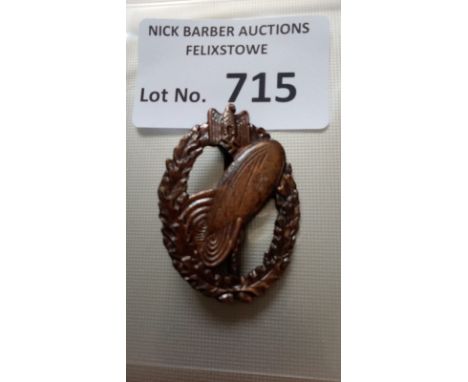 NICK BARBER AUCTIONS
FELIXSTOWE
Lot No. 715